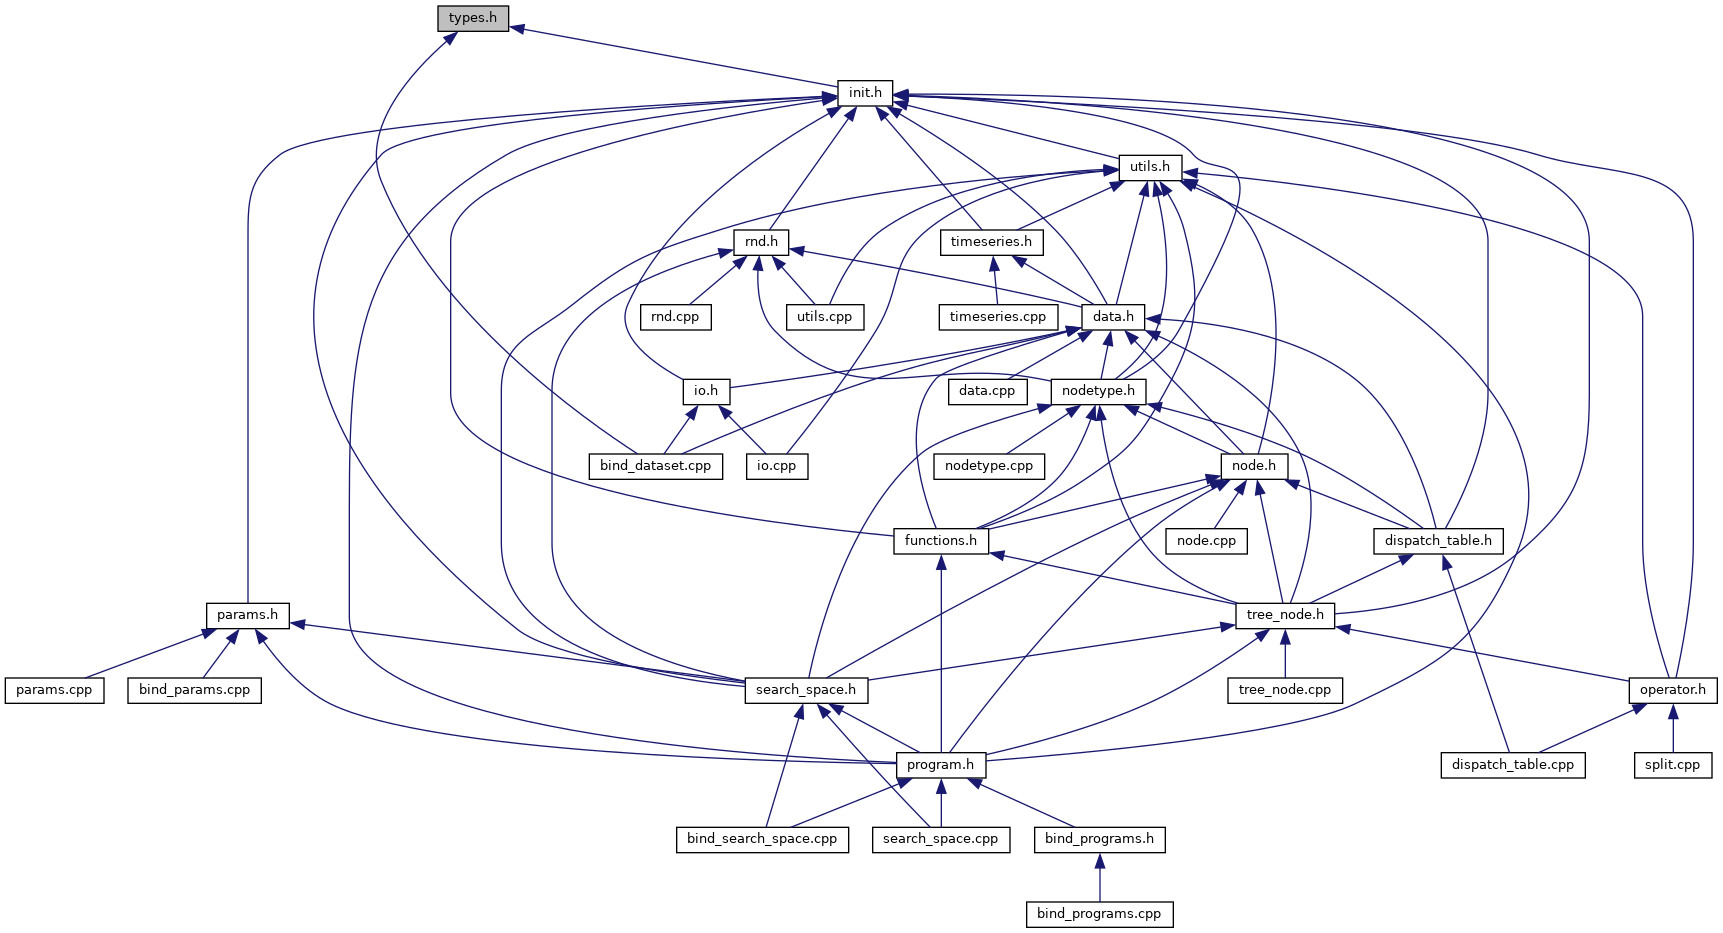 types.h
init.h
utils.h
rnd.h
timeseries.h
rnd.cpp
utils.cpp
timeseries.cpp
data.h
io.h
data.cpp
nodetype.h
bind_dataset.cpp
io.cpp
nodetype.cpp
node.h
functions.h
node.cpp
dispatch_table.h
params.h
tree_node.h
params.cpp
bind_params.cpp
search_space.h
tree_node.cpp
operator.h
program.h
dispatch_table.cpp
split.cpp
bind_search_space.cpp
search_space.cpp
bind_programs.h
bind_programs.cpp